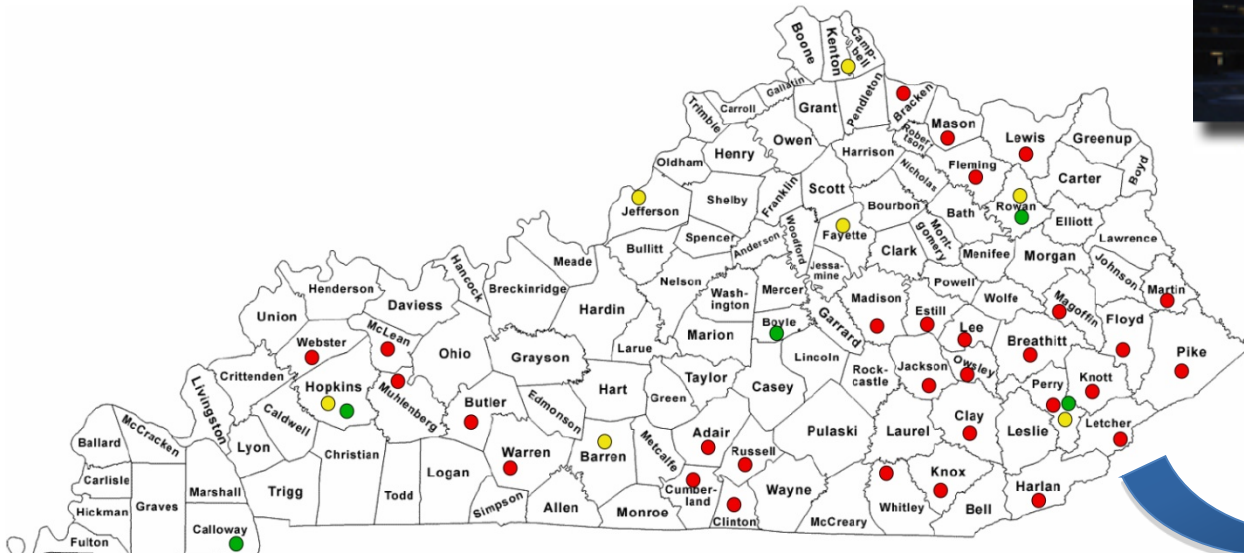 Boone
Kenton
Camp-
bell
Gallatin
Carroll
Trimble
Grant
Pendleton
Bracken
Mason
Lewis
Greenup
Owen
Rober
tson
Henry
Oldham
Harrison
Fleming
Carter
Boyd
Nicholas
Shelby
Franklin
Scott
Jefferson
Bourbon
Bath
Rowan
Elliott
Spencer
Anderson
Woodford
Fayette
Mont-
gomery
Bullitt
Clark
Menifee
Morgan
Lawrence
Meade
Hancock
Jessa-
mine
Johnson
Nelson
Mercer
Powell
Martin
Henderson
Breckinridge
Wash-
ington
Madison
Wolfe
Magoffin
Daviess
Hardin
Garrard
Estill
Floyd
Union
McLean
Boyle
Lee
Marion
Webster
Ohio
Larue
Breathitt
Pike
Grayson
Lincoln
Rock-
castle
Jackson
Owsley
Crittenden
Hopkins
Hart
Taylor
Casey
Perry
Knott
Livingston
Muhlenberg
Butler
Edmonson
Green
Caldwell
Clay
Letcher
McCracken
Pulaski
Laurel
Leslie
Adair
Ballard
Lyon
Christian
Warren
Barren
Metcalfe
Russell
Carlisle
Logan
Knox
Trigg
Todd
Marshall
Graves
Cumber-
land
Wayne
Harlan
Hickman
Simpson
Allen
Monroe
Clinton
McCreary
Whitley
Bell
Calloway
Fulton